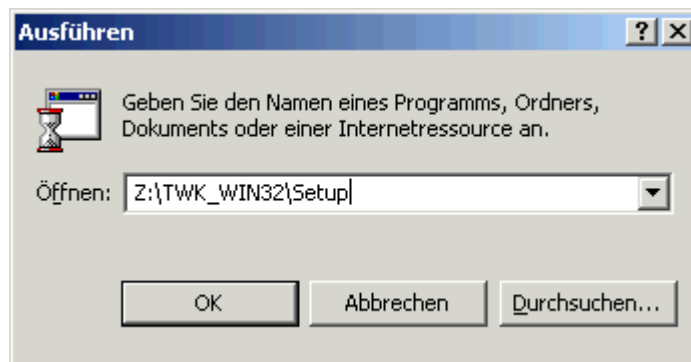 Ausführen
Geben Sie den Namen eines Programms, Ordners,
Dokuments oder einer Internetressource an.
Öffnen: Z:\TWK_WIN32\Setup
OK Abbrechen Durchsuchen...